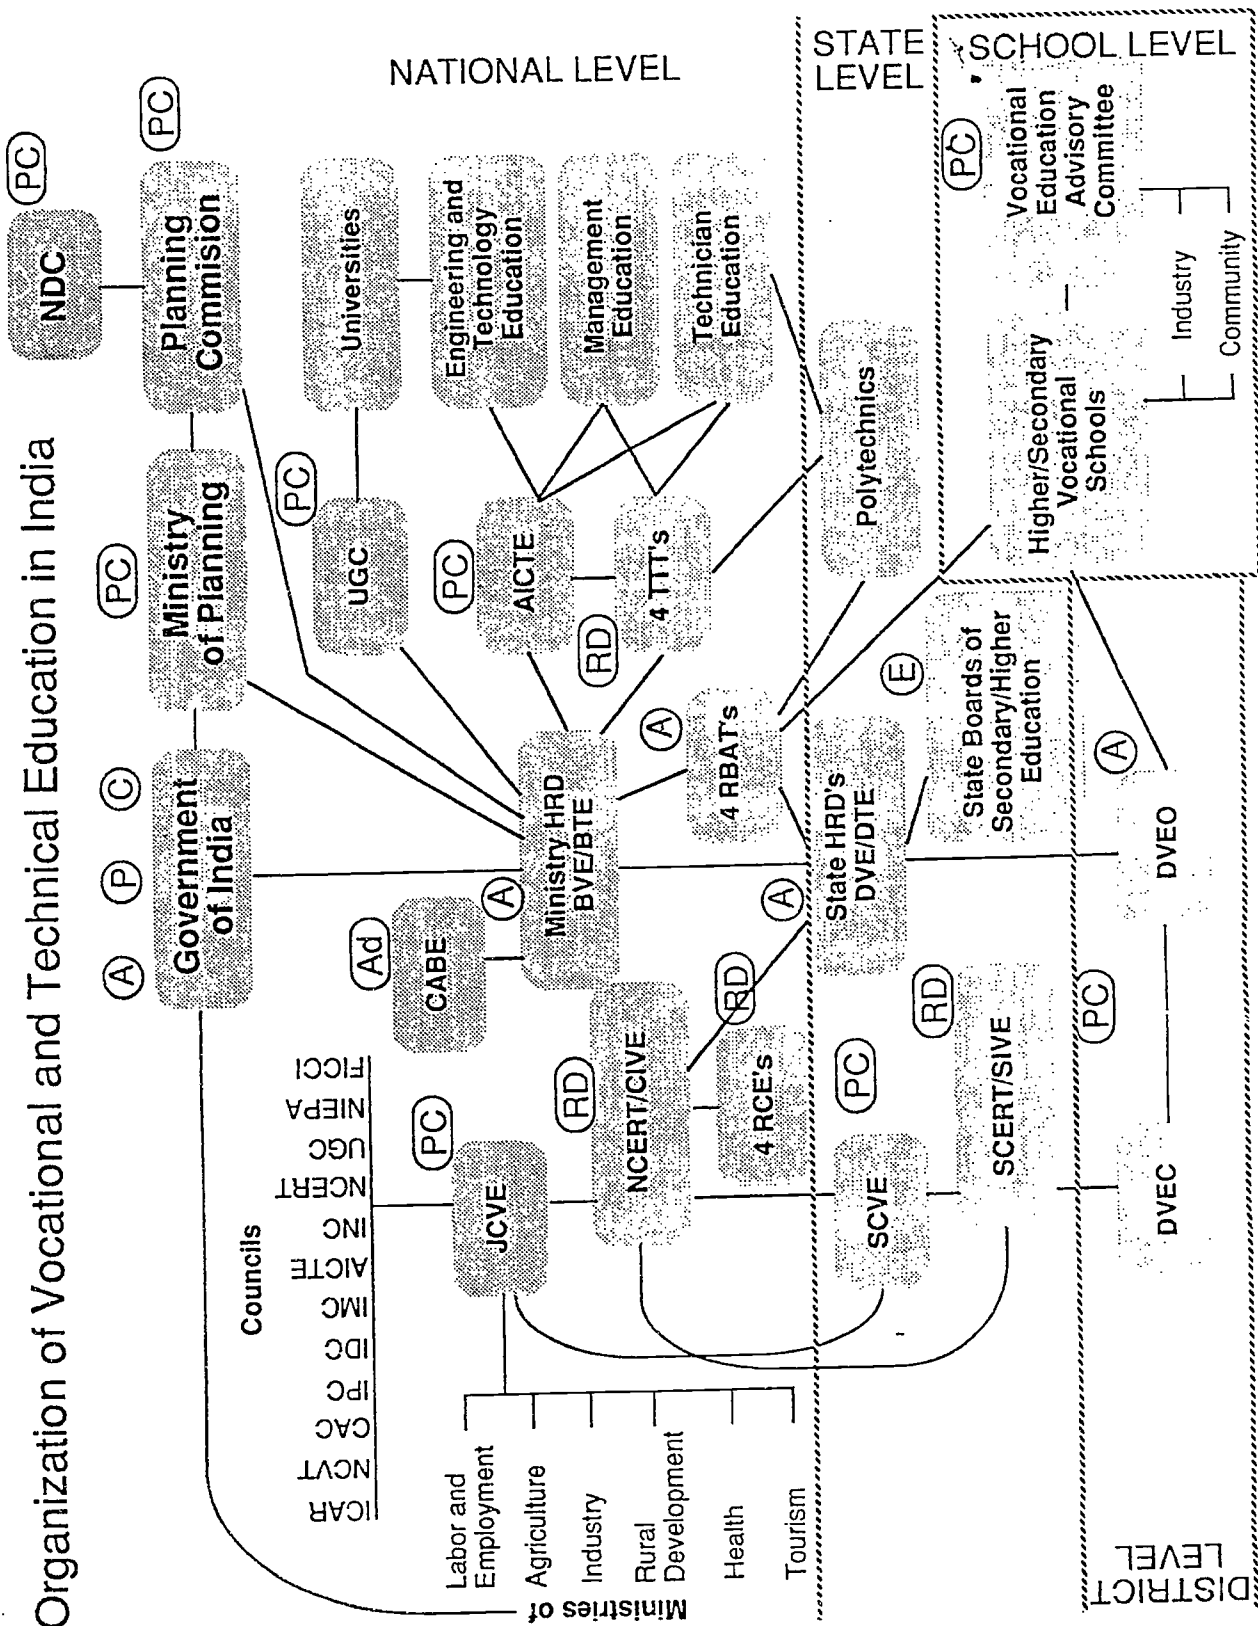 Organization of Vocational and Technical Education in India
NDC
PC
A
P
C
PC
PC
Government
of India
Ministry
of Planning
Planning
Commision
NATIONAL LEVEL
Councils
ICAR
NCVT
CAC
IPC
IDC
IMC
AICTE
INC
NCERT
UGC
NIEPA
FICCI
Ad
CABE
PC
UGC
Universities
Labor and
Employment
Agriculture
Industry
Rural
Development
Health
Tourism
Ministries of
PC
JCVE
A
Ministry HRD
BVE/BTE
PC
AICTE
Engineering and
Technology
Education
RD
NCERT/CIVE
RD
4 TTT's
Management
Education
RD
4 RCE's
A
4 RBAT's
Technician
Education
STATE
LEVEL
PC
SCVE
A
State HRD's
DVE/DTE
Polytechnics
RD
SCERT/SIVE
E
State Boards of
Secondary/Higher
Education
SCHOOL LEVEL
PC
Higher/Secondary
Vocational
Schools
Vocational
Education
Advisory
Committee
Industry
Community
DISTRICT
LEVEL
PC
DVEC
A
DVEO